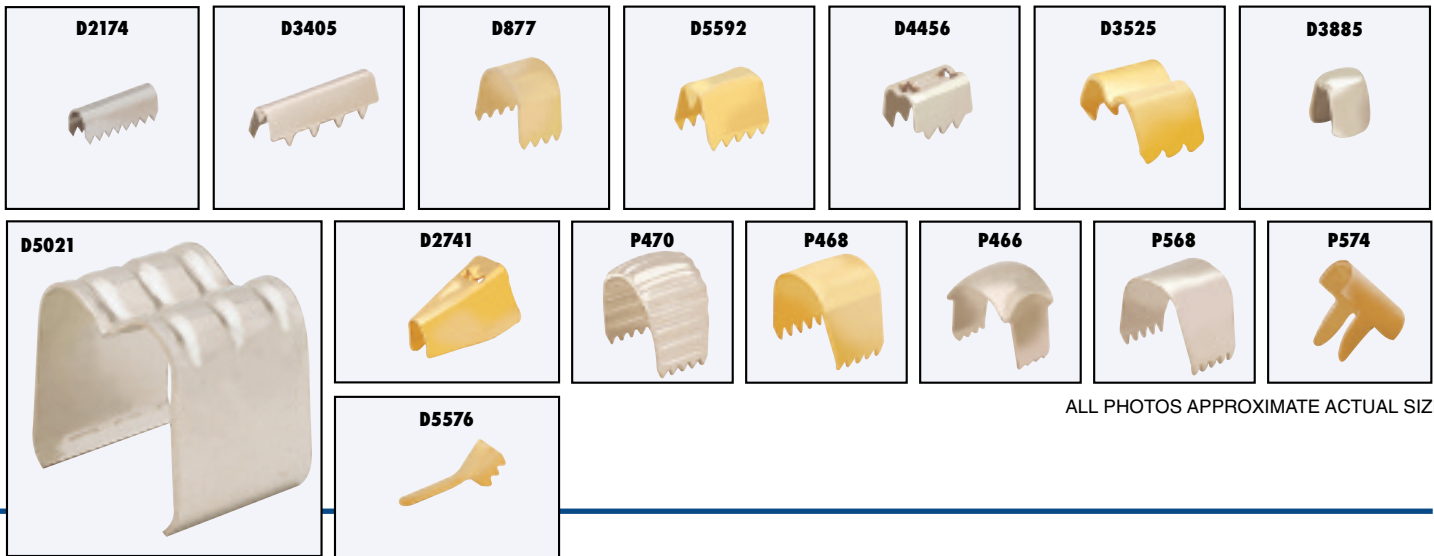 D2174
D3405
D877
D5592
D4456
D3525
D3885
D5021
D2741
P470
P468
P466
P568
P574
ALL PHOTOS APPROXIMATE ACTUAL SIZ
D5576